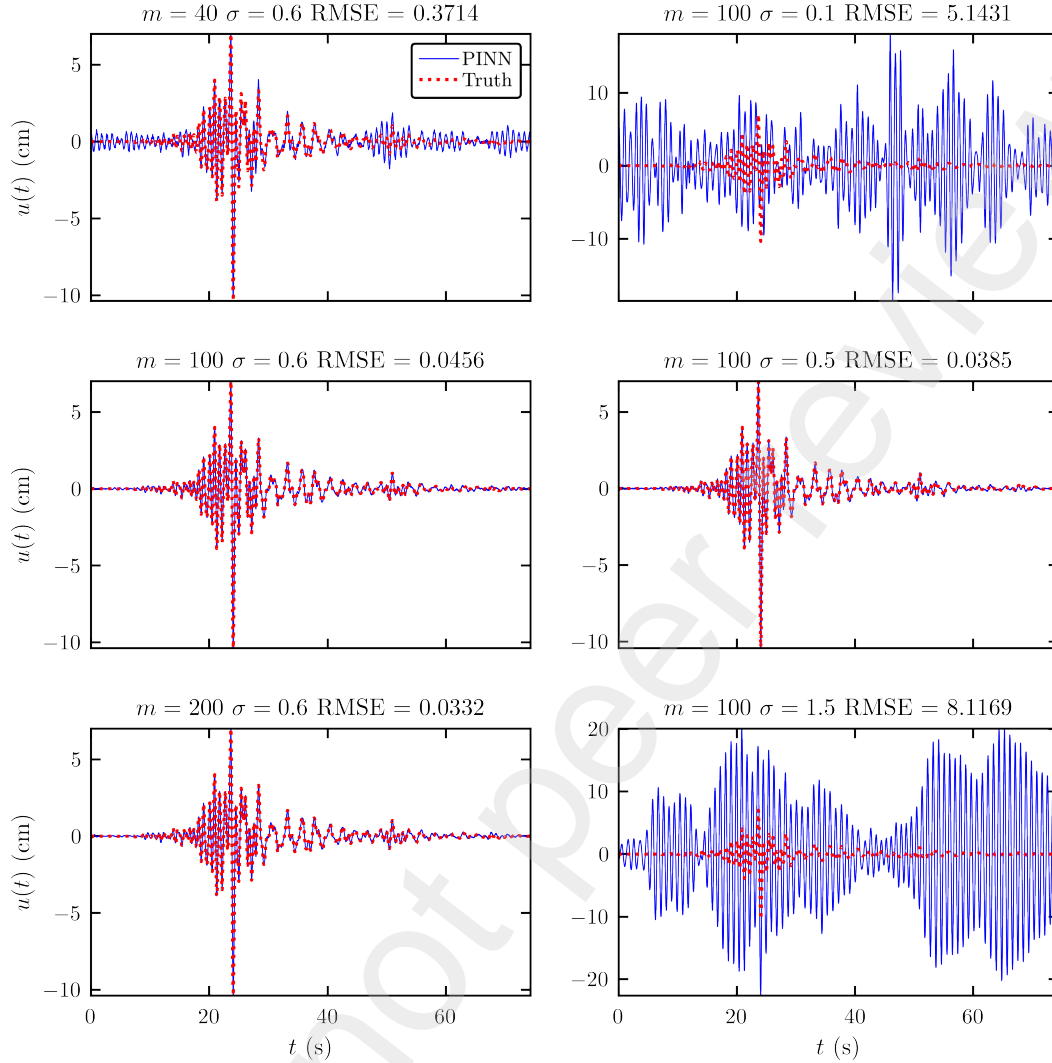 m = 40 σ = 0.6 RMSE = 0.3714
m = 100 σ = 0.1 RMSE = 5.1431
5
0
−5
−10
u(t) (cm)
PINN
Truth
10
0
−10
m = 100 σ = 0.6 RMSE = 0.0456
m = 100 σ = 0.5 RMSE = 0.0385
5
0
−5
−10
u(t) (cm)
5
0
−5
−10
m = 200 σ = 0.6 RMSE = 0.0332
m = 100 σ = 1.5 RMSE = 8.1169
5
0
−5
−10
u(t) (cm)
20
10
0
−10
−20
0 20 40 60
t (s)
0 20 40 60
t (s)
not peer review